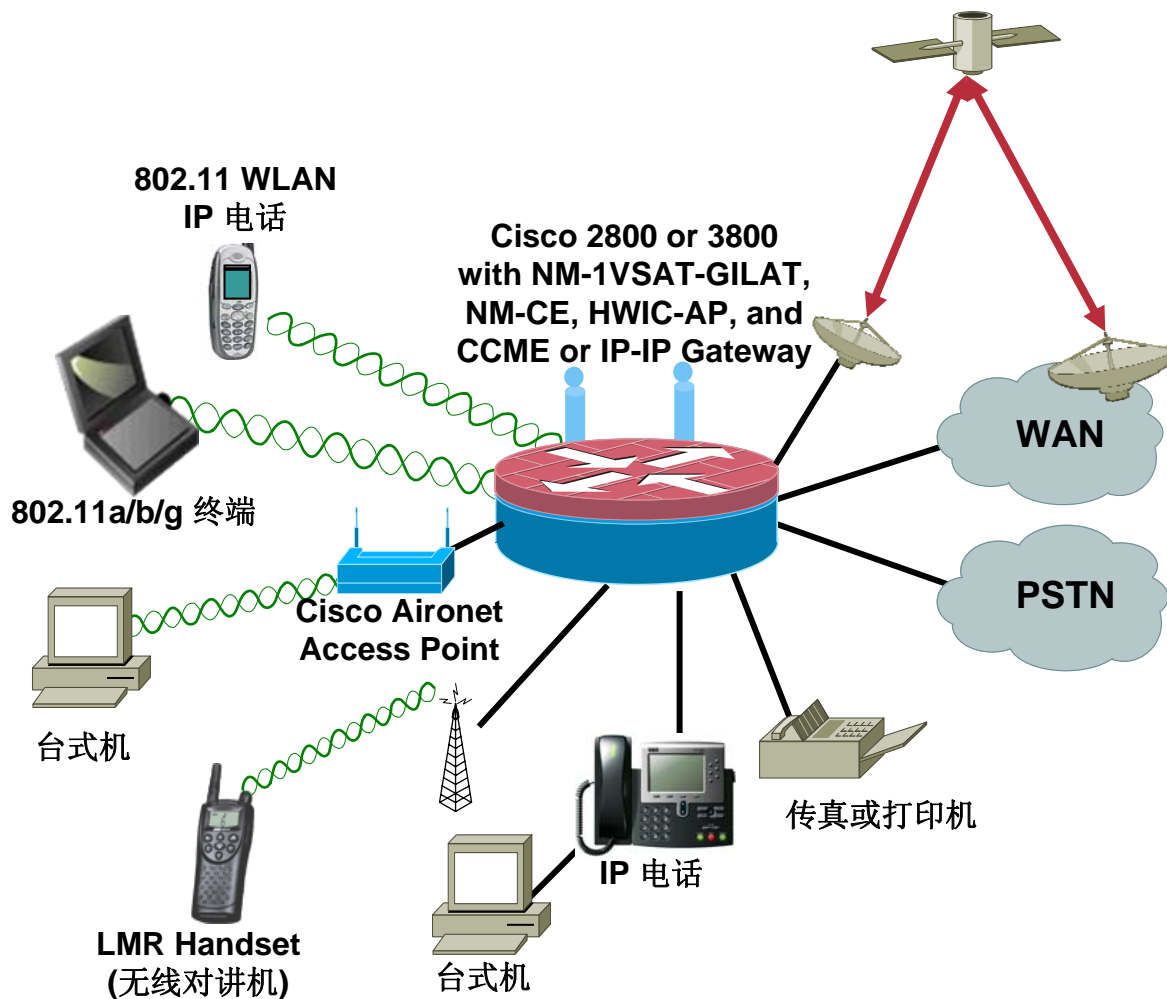 802.11 WLAN
IP 电话
Cisco 2800 or 3800
with NM-1VSAT-GILAT,
NM-CE, HWIC-AP, and
CCME or IP-IP Gateway
WAN
802.11a/b/g 终端
PSTN
Cisco Aironet
Access Point
台式机
传真或打印机
IP 电话
LMR Handset
(无线对讲机)
台式机